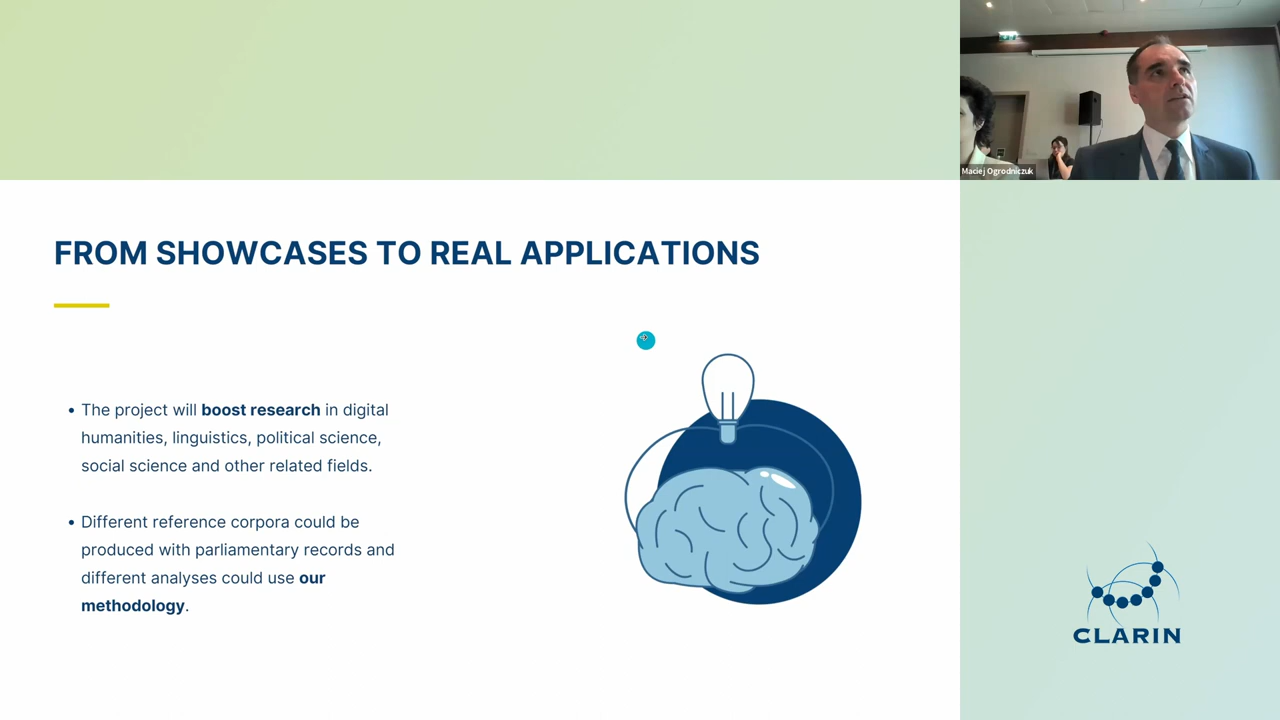 Maciej Ogrodniczuk
FROM SHOWCASES TO REAL APPLICATIONS
• The project will boost research in digital
humanities, linguistics, political science,
social science and other related fields.
• Different reference corpora could be
produced with parliamentary records and
different analyses could use our
methodology.
CLARIN